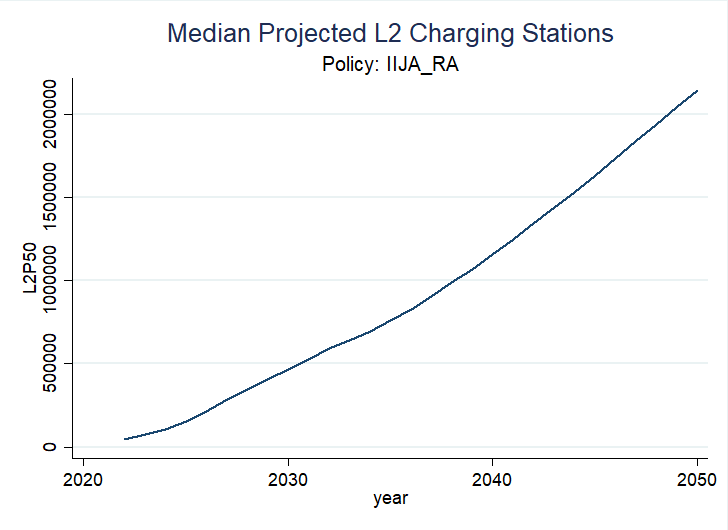 Median Projected L2 Charging Stations
Policy: IIJA_RA
2000000
1500000
1000000
500000
0
L2P50
2020 2030 2040 2050
year